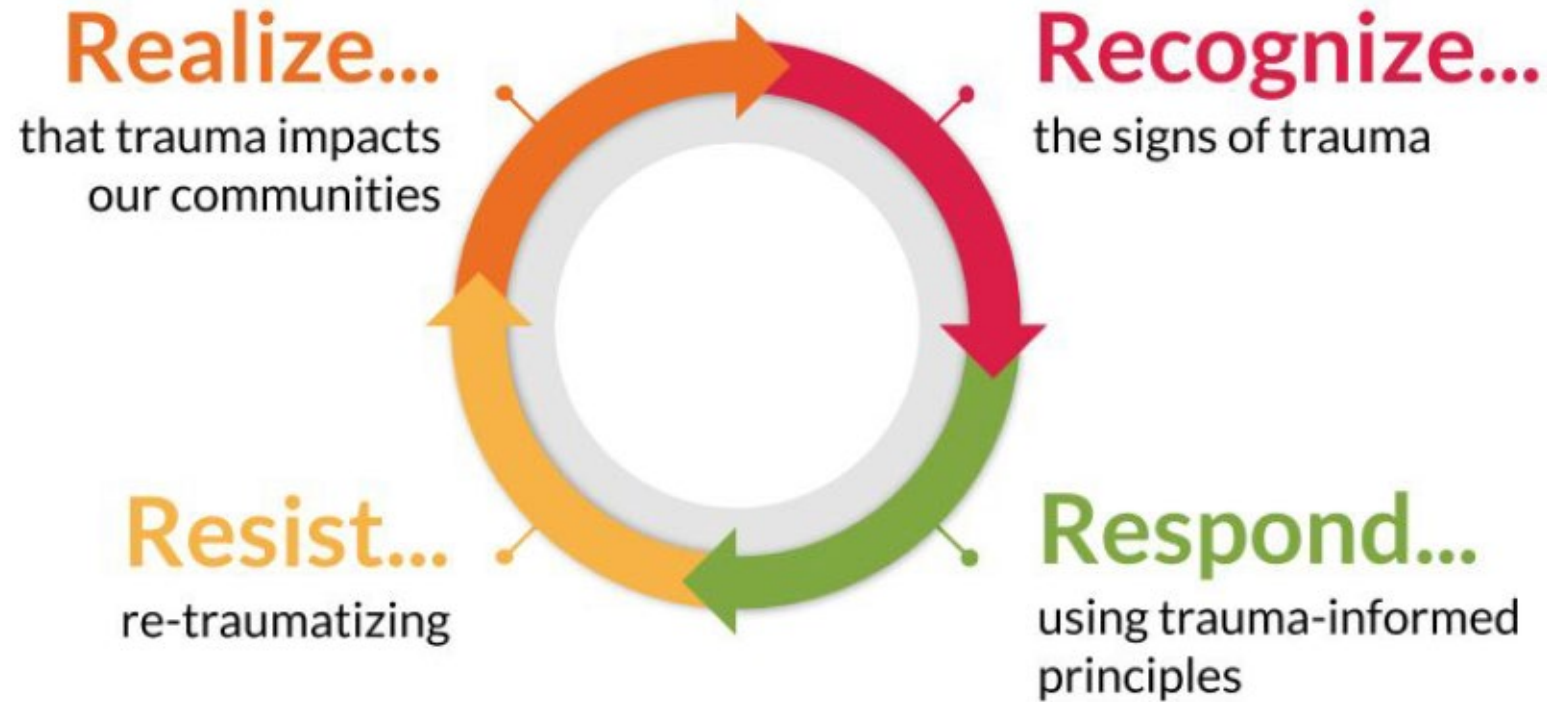 Realize...
that trauma impacts
our communities
Recognize...
the signs of trauma
Respond...
using trauma-informed
principles
Resist...
re-traumatizing